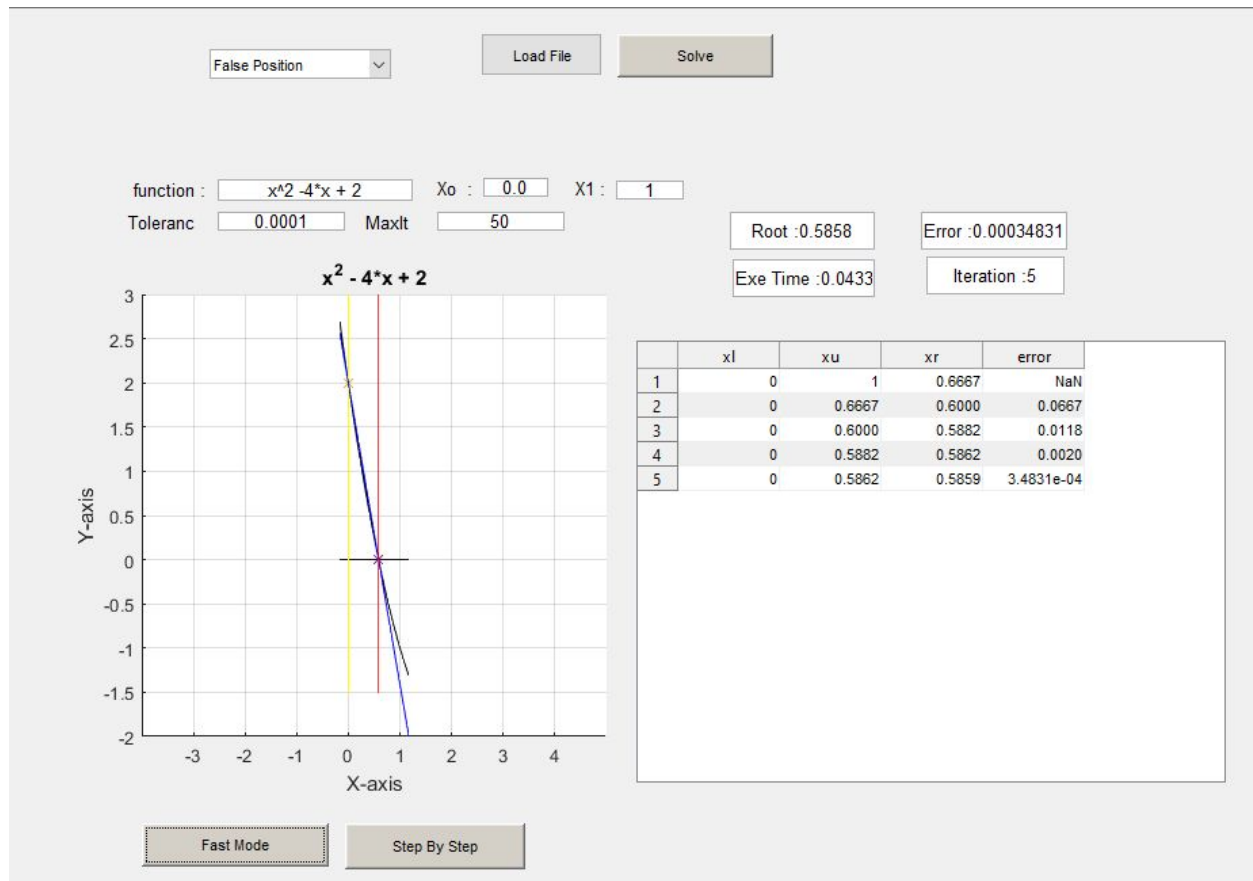 False Position Load File Solve
function : x^2 -4*x + 2 Xo : 0.0 X1 : 1
Toleranc 0.0001 MaxIt 50
Root :0.5858 Error :0.00034831
Exe Time :0.0433 Iteration :5
x2 - 4*x + 2
3
2.5
2
1.5
1
0.5
0
-0.5
-1
-1.5
-2
Y-axis
-3 -2 -1 0 1 2 3 4
X-axis
xl xu xr error
1 0 1 0.6667 NaN
2 0 0.6667 0.6000 0.0667
3 0 0.6000 0.5882 0.0118
4 0 0.5882 0.5862 0.0020
5 0 0.5862 0.5859 3.4831e-04
Fast Mode Step By Step